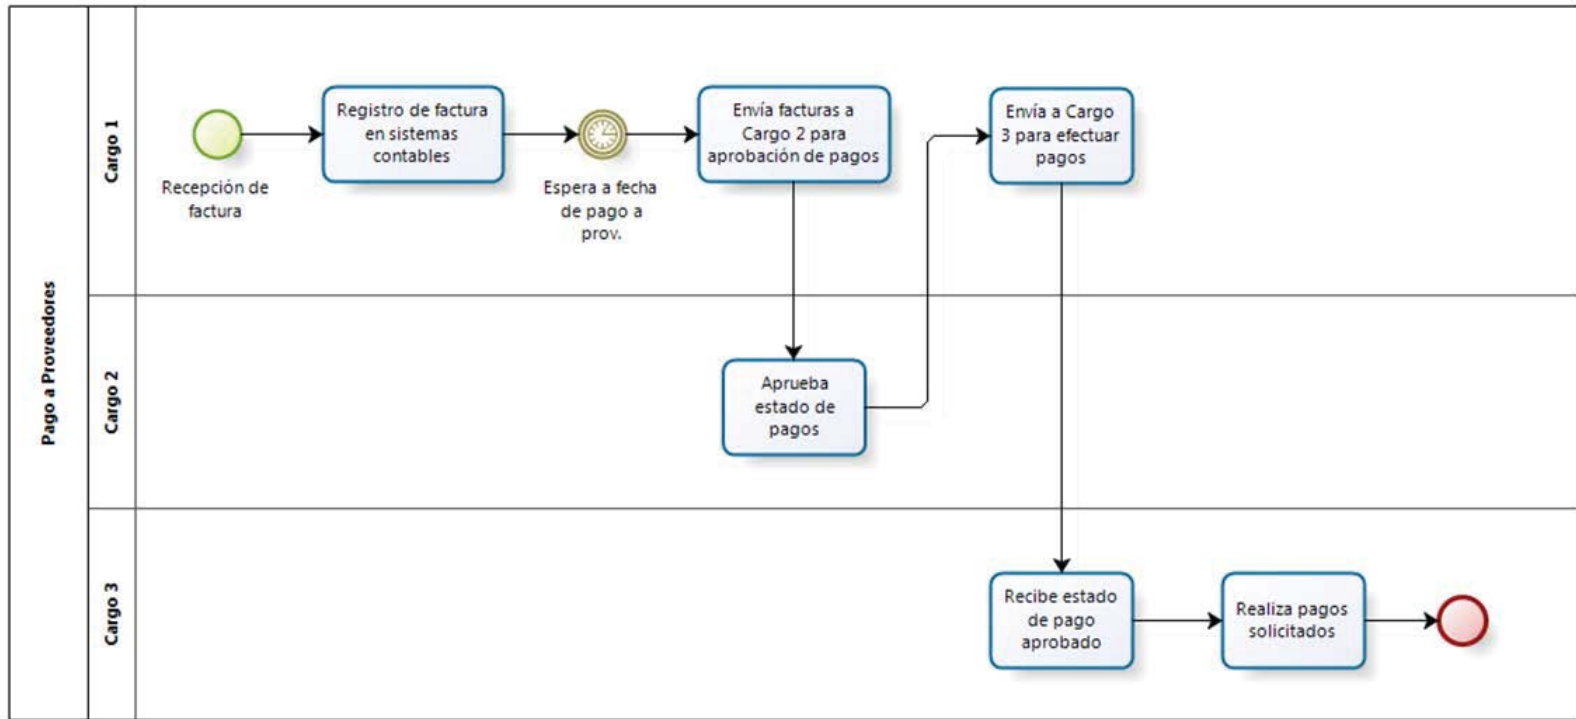 Pago a Proveedores
Cargo 1
Recepción de
factura
Registro de factura
en sistemas
contables
Espera a fecha
de pago a
prov.
Envía facturas a
Cargo 2 para
aprobación de pagos
Envía a Cargo
3 para efectuar
pagos
Cargo 2
Aprueba
estado de
pagos
Cargo 3
Recibe estado
de pago
aprobado
Realiza pagos
solicitados